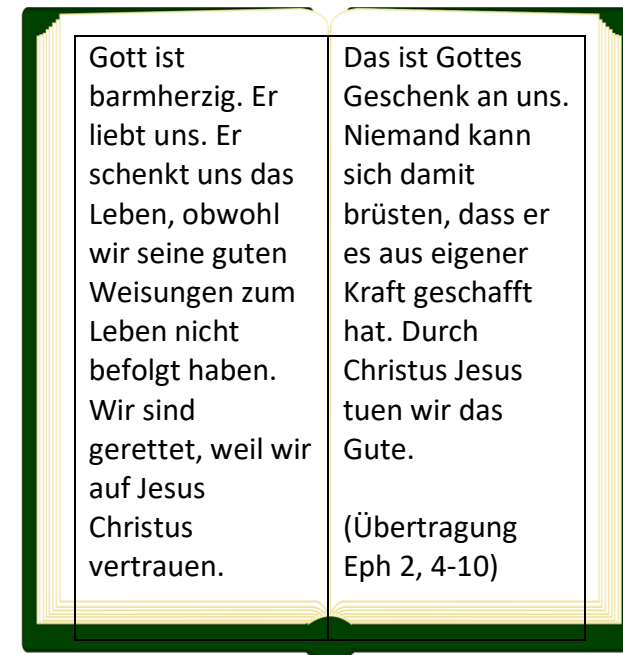 Gott ist
barmherzig. Er
liebt uns. Er
schenkt uns das
Leben, obwohl
wir seine guten
Weisungen zum
Leben nicht
befolgt haben.
Wir sind
gerettet, weil wir
auf Jesus
Christus
vertrauen.
Das ist Gottes
Geschenk an uns.
Niemand kann
sich damit
brüsten, dass er
es aus eigener
Kraft geschafft
hat. Durch
Christus Jesus
tuen wir das
Gute.
(Übertragung
Eph 2, 4-10)